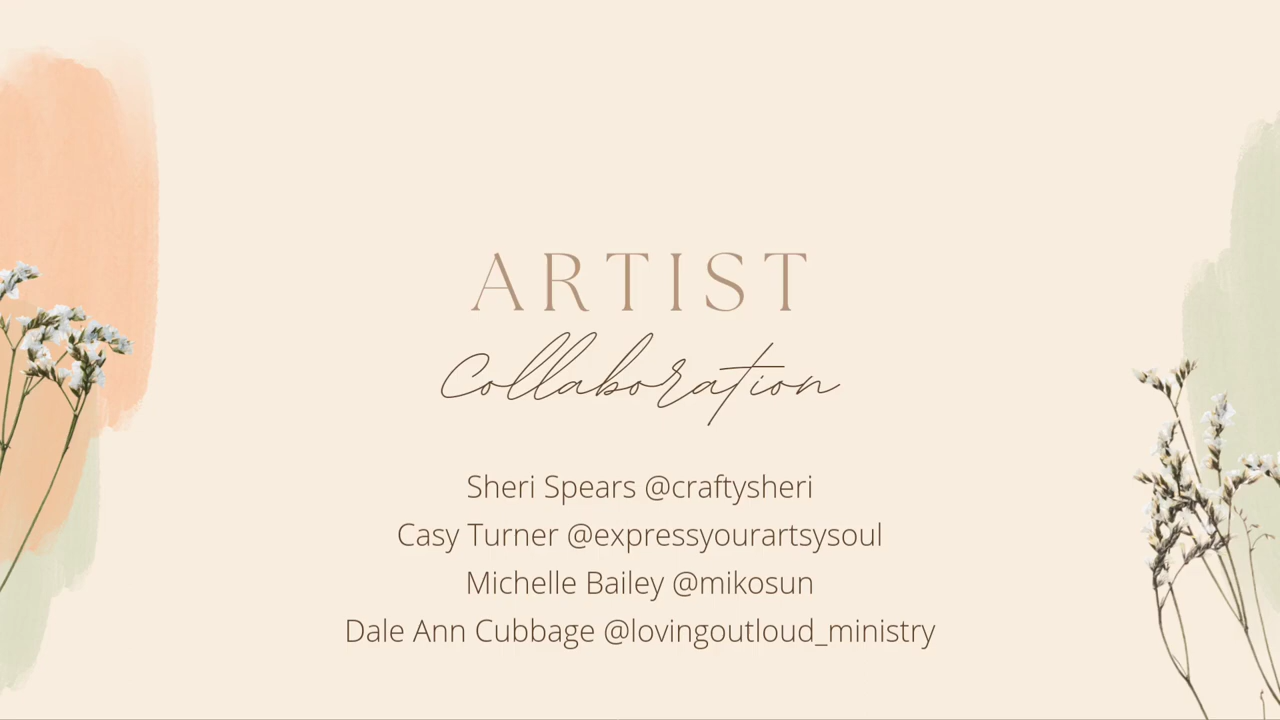 ARTIST
Collaboration
Sheri Spears @craftysheri
Casy Turner @expressyourartsysoul
Michelle Bailey @mikosun
Dale Ann Cubbage @lovingoutloud_ministry